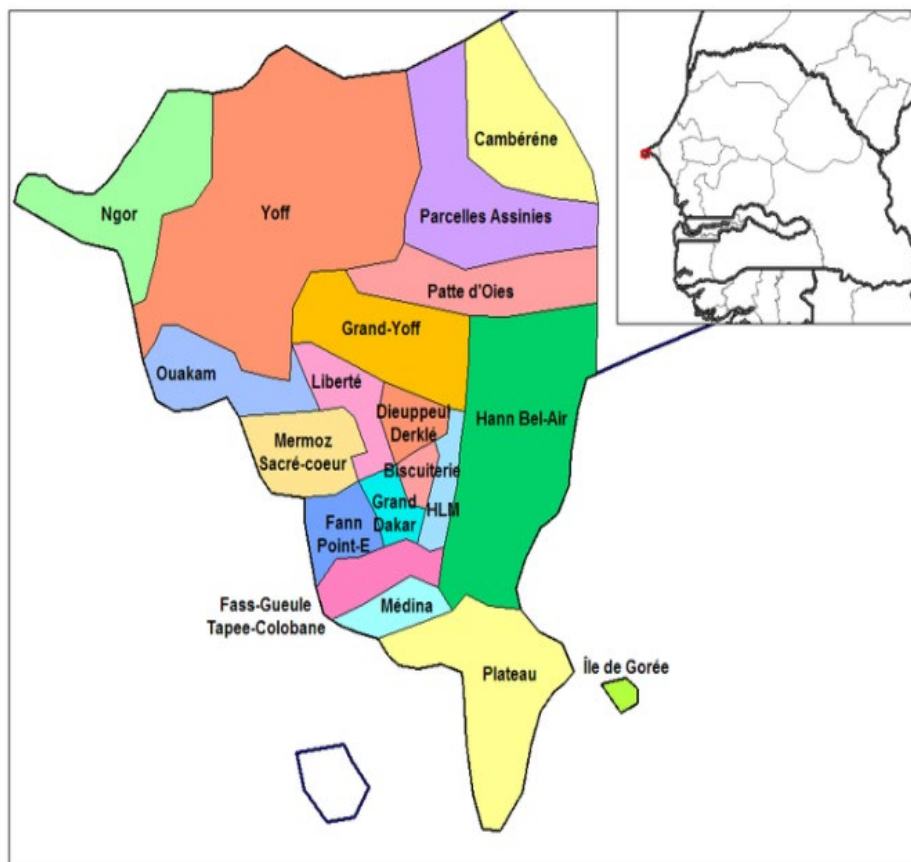 Cambéréne
Ngor
Yoff
Parcelles Assinies
Patte d'Oies
Grand-Yoff
Ouakam
Liberté
Dieuppeul
Derklé
Hann Bel-Air
Mermoz
Sacré-coeur
Biscuiterie
Grand
Dakar
HLM
Fann
Point-E
Fass-Gueule
Tapee-Colobane
Médina
Plateau
Île de Gorée